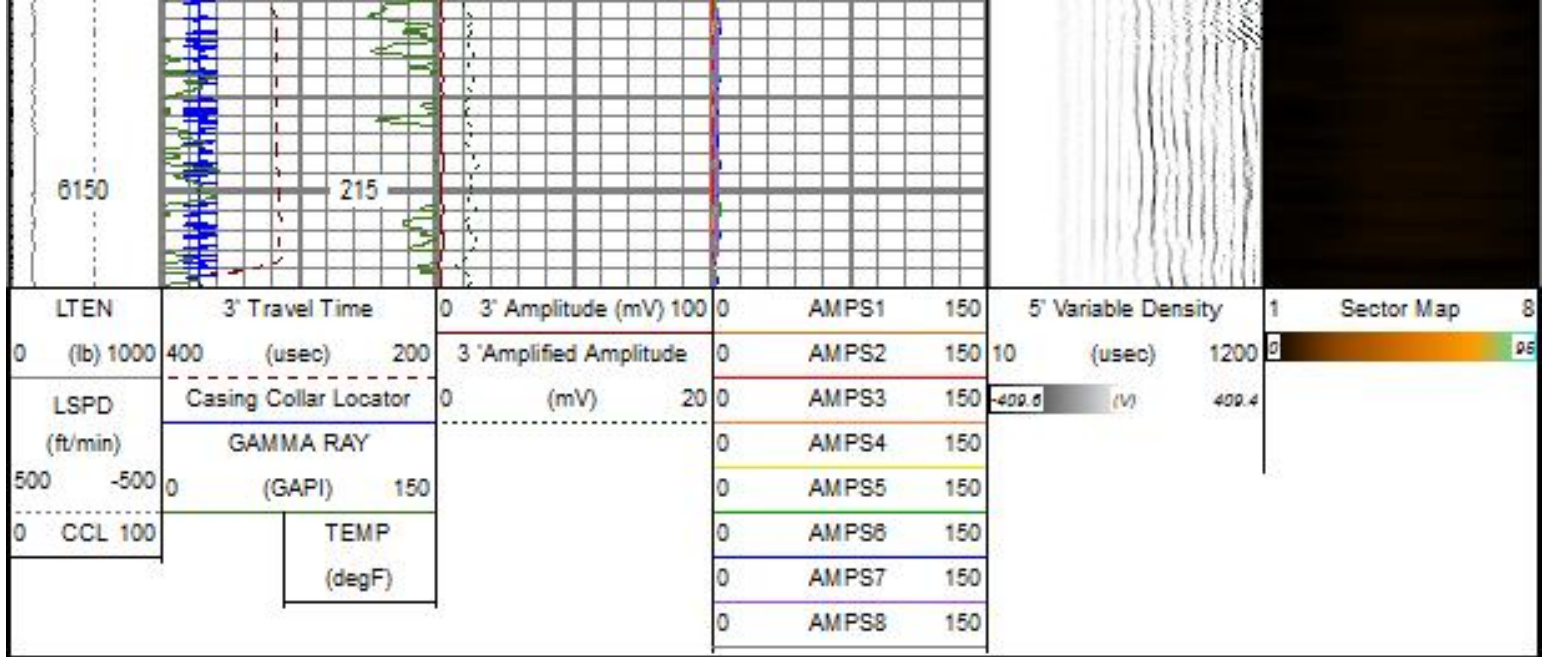 6150
215
LTEN
0 (lb) 1000
LSPD
(ft/min)
500 -500
0 CCL 100
3' Travel Time
400 (usec) 200
Casing Collar Locator
GAMMA RAY
0 (GAPI) 150
TEMP
(degF)
0 3' Amplitude (mV) 100
3 'Amplified Amplitude
0 (mV) 20
0 AMPS1 150
0 AMPS2 150
0 AMPS3 150
0 AMPS4 150
0 AMPS5 150
0 AMPS6 150
0 AMPS7 150
0 AMPS8 150
5' Variable Density
10 (usec) 1200
-409.6 (V) 409.4
1 Sector Map 8
0 95